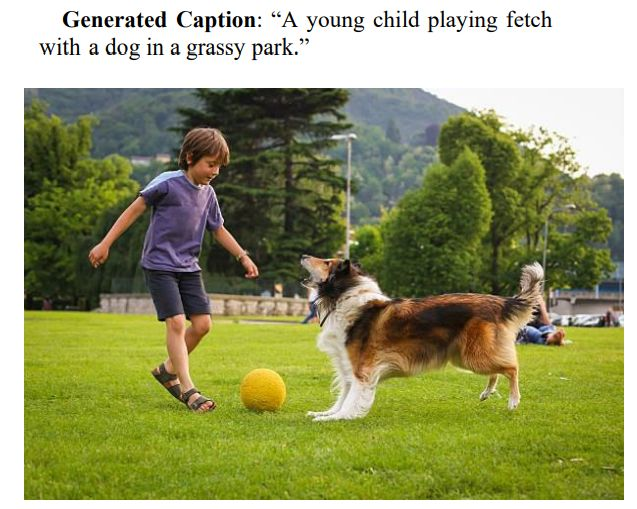 Generated Caption: “A young child playing fetch
with a dog in a grassy park.”